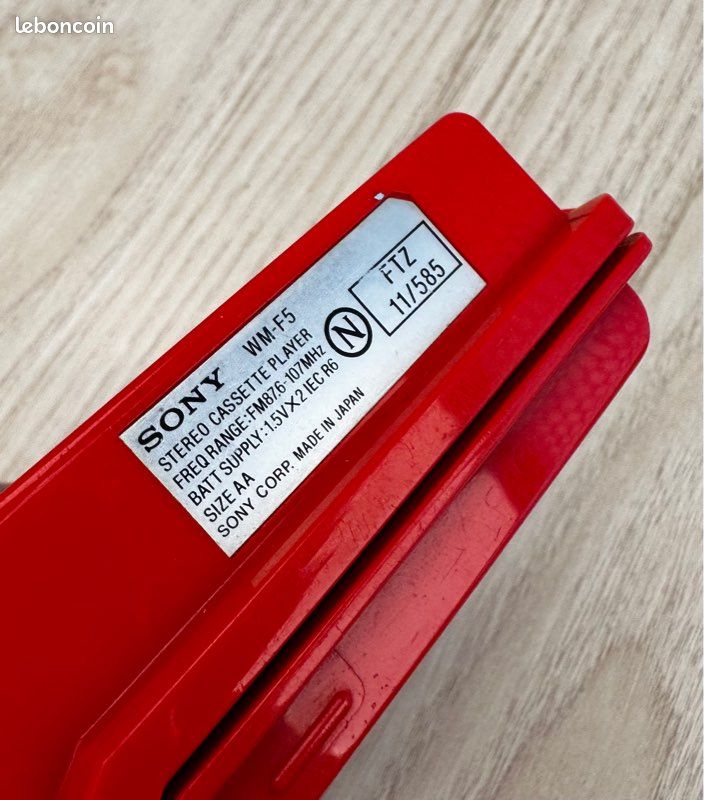 leboncoin
SONY WM-F5
STEREO CASSETTE PLAYER
FREQ RANGE:FM87.6-107MHz
BATT SUPPLY:1.5V×2 IEC R6
SIZE AA
SONY CORP. MADE IN JAPAN
N
FTZ
11/585